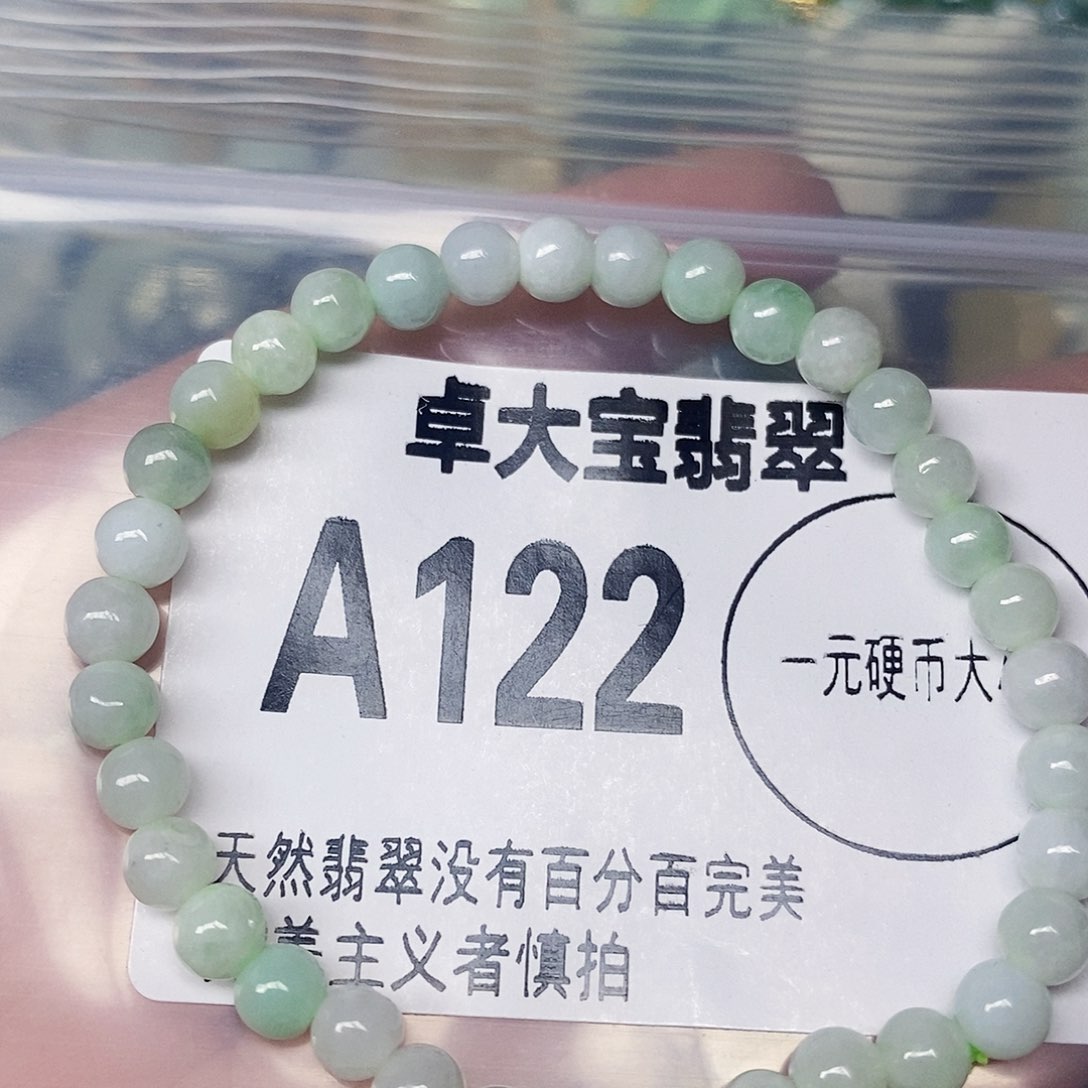 卓大宝翡翠
A122
一元硬币大
天然翡翠没有百分百完美
美主义者慎拍